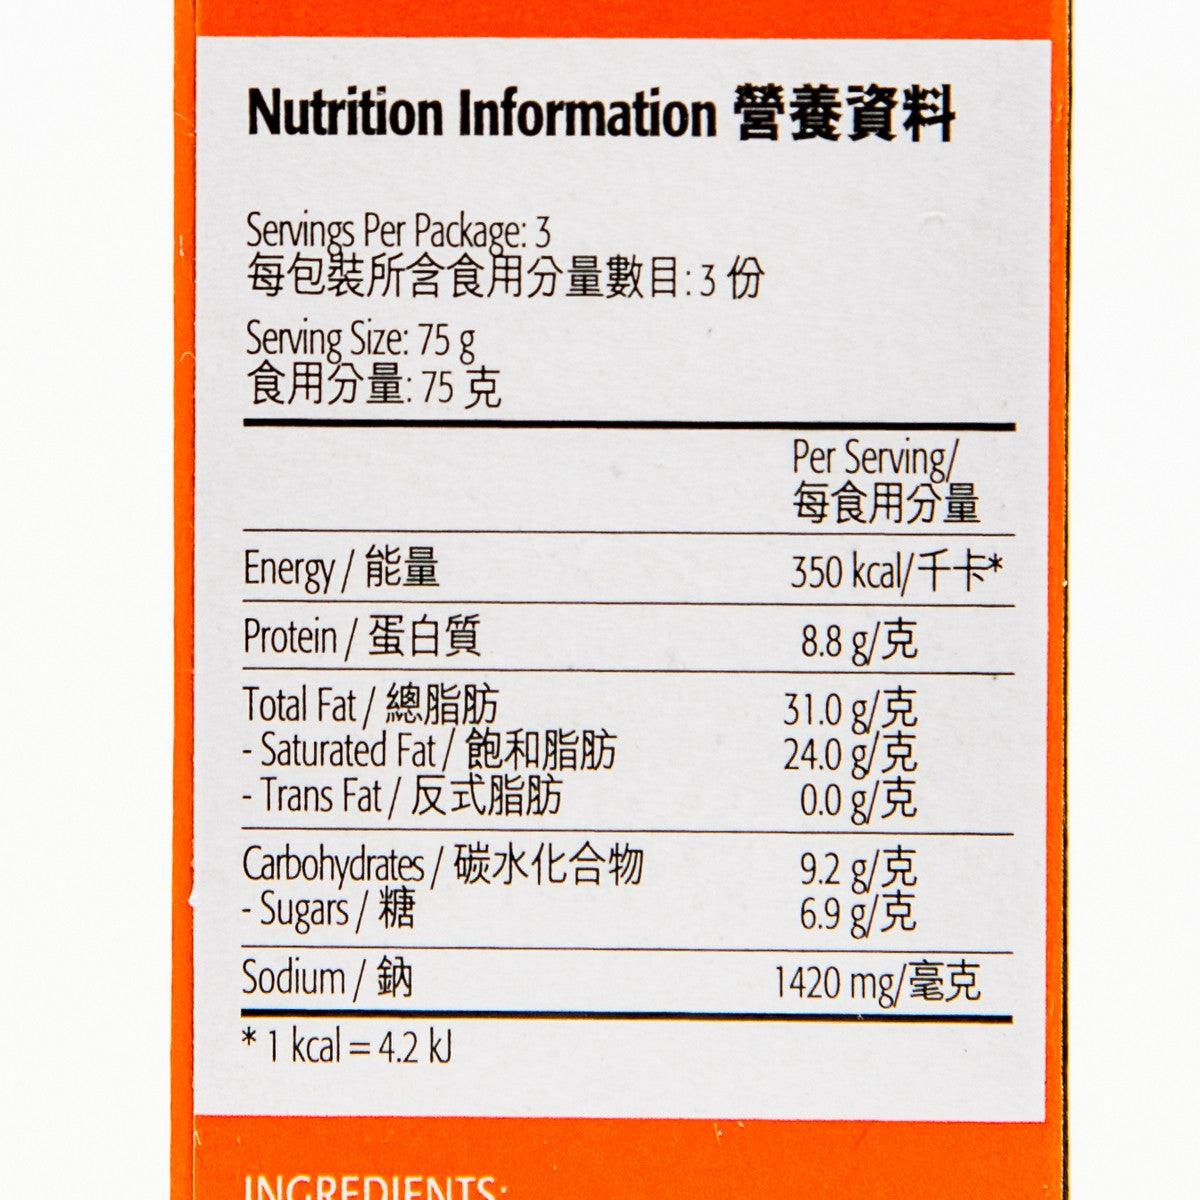 Nutrition Information 營養資料
Servings Per Package: 3
每包裝所含食用分量數目: 3 份
Serving Size: 75 g
食用分量: 75 克
Per Serving/
每食用分量
Energy / 能量 350 kcal/千卡*
Protein / 蛋白質 8.8 g/克
Total Fat / 總脂肪 31.0 g/克
- Saturated Fat / 飽和脂肪 24.0 g/克
- Trans Fat / 反式脂肪 0.0 g/克
Carbohydrates / 碳水化合物 9.2 g/克
- Sugars / 糖 6.9 g/克
Sodium / 鈉 1420 mg/毫克
* 1 kcal = 4.2 kJ
INGREDIENTS: